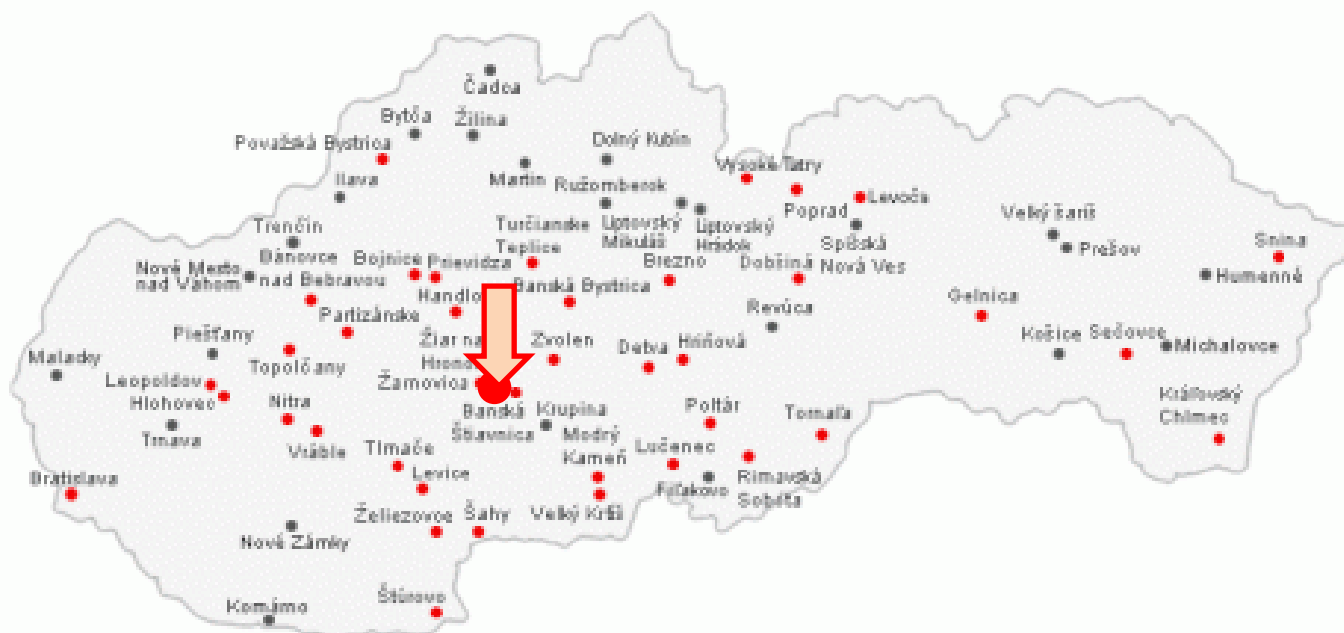 Čadca
Bytča
Žilina
Považská Bystrica
Dolný Kubín
Vysoké Tatry
Ilava
Martin
Ružomberok
Levoča
Poprad
Trenčín
Turčianske
Teplice
Liptovský
Mikuláš
Liptovský
Hrádok
Spišská
Nová Ves
Veľký šariš
Prešov
Snina
Humenné
Nové Mesto
nad Váhom
Bánovce
nad Bebravou
Bojnice
Prievidza
Brezno
Dobšiná
Handlo
Banská Bystrica
Partizánske
Revúca
Gelnica
Piešťany
Žiar na
Hrono
Zvolen
Detva
Hriňová
Košice
Sečovce
Michalovce
Malacky
Topoľčany
Leopoldov
Hlohovec
Žarnovica
Banská
Štiavnica
Krupina
Nitra
Poltár
Tornaľa
Kráľovský
Chlmec
Trnava
Vráble
Tlmače
Modrý
Kameň
Lučenec
Levice
Bratislava
Fiľakovo
Rimavská
Sobota
Želiezovce
Šahy
Veľký Krtíš
Nové Zámky
Štúrovo
Komárno